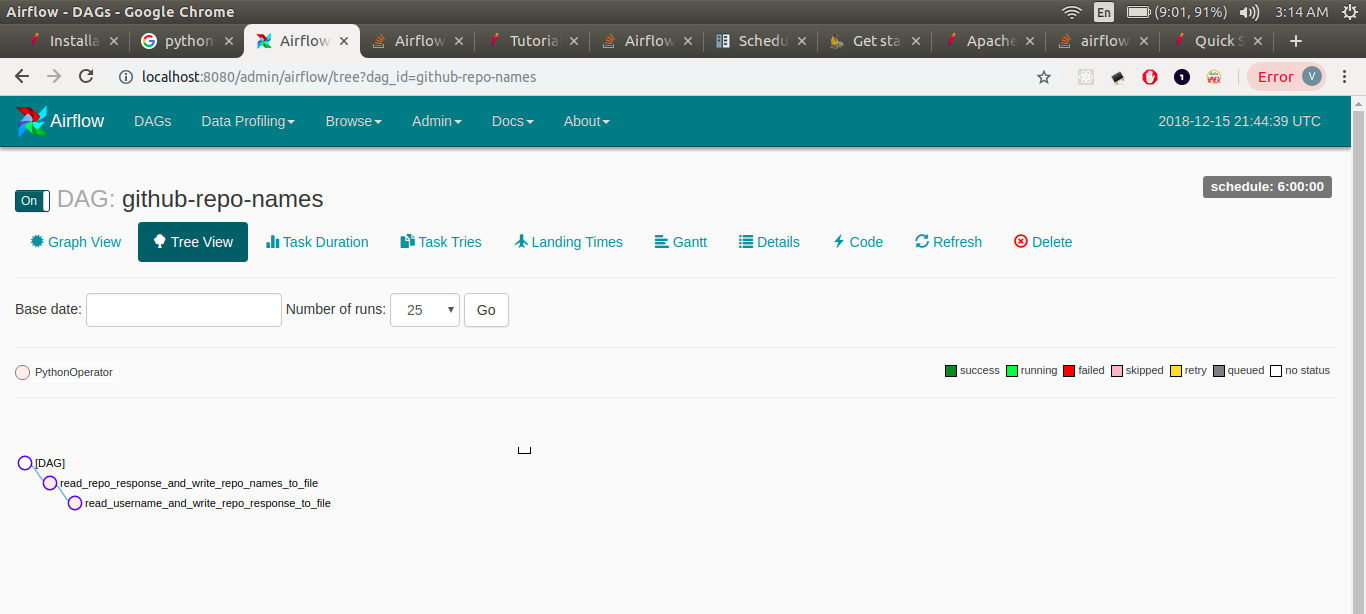 Airflow - DAGs - Google Chrome En (9:01, 91%) 3:14 AM
Installa python Airflow Airflow Tutorial Airflow Schedu Get sta Apache airflow Quick S
localhost:8080/admin/airflow/tree?dag_id=github-repo-names 1 Error V
Airflow DAGs Data Profiling Browse Admin Docs About 2018-12-15 21:44:39 UTC
schedule: 6:00:00
On DAG: github-repo-names
Graph View Tree View Task Duration Task Tries Landing Times Gantt Details Code Refresh Delete
Base date: Number of runs: 25 Go
PythonOperator success running failed skipped retry queued no status
[DAG]
read_repo_response_and_write_repo_names_to_file
read_username_and_write_repo_response_to_file